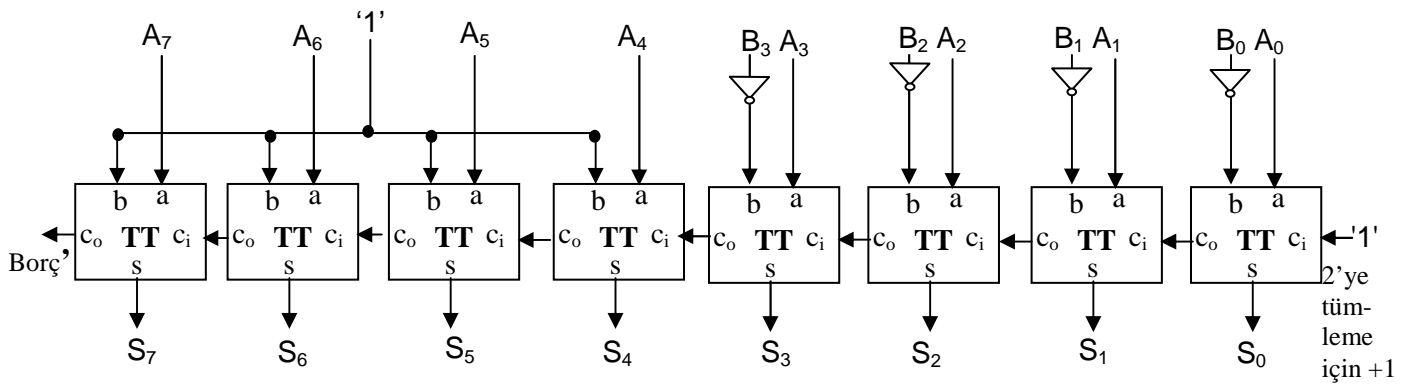 A₇ A₆ '1' A₅ A₄ B₃ A₃ B₂ A₂ B₁ A₁ B₀ A₀
b a b a b a b a b a b a b a b a
cₒ TT cᵢ cₒ TT cᵢ cₒ TT cᵢ cₒ TT cᵢ cₒ TT cᵢ cₒ TT cᵢ cₒ TT cᵢ cₒ TT cᵢ '1'
Borç'
s s s s s s s s
2'ye
tüm-
leme
için +1
S₇ S₆ S₅ S₄ S₃ S₂ S₁ S₀